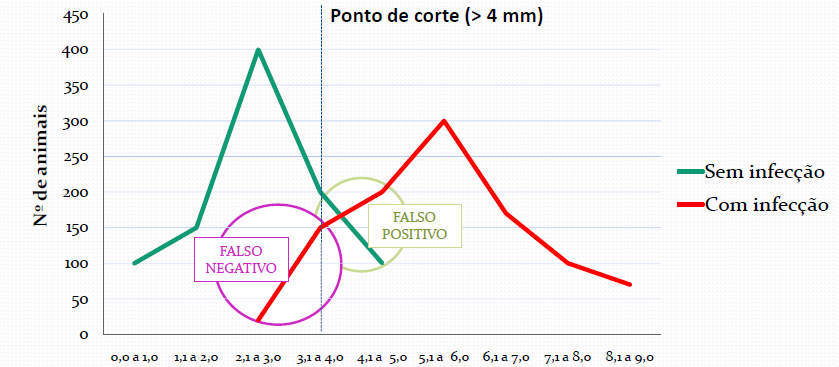 Ponto de corte (> 4 mm)
450
400
350
300
250
200
150
100
50
0
Nº de animais
FALSO
NEGATIVO
FALSO
POSITIVO
Sem infecção
Com infecção
0,0 a 1,0
1,1 a 2,0
2,1 a 3,0
3,1 a 4,0
4,1 a 5,0
5,1 a 6,0
6,1 a 7,0
7,1 a 8,0
8,1 a 9,0